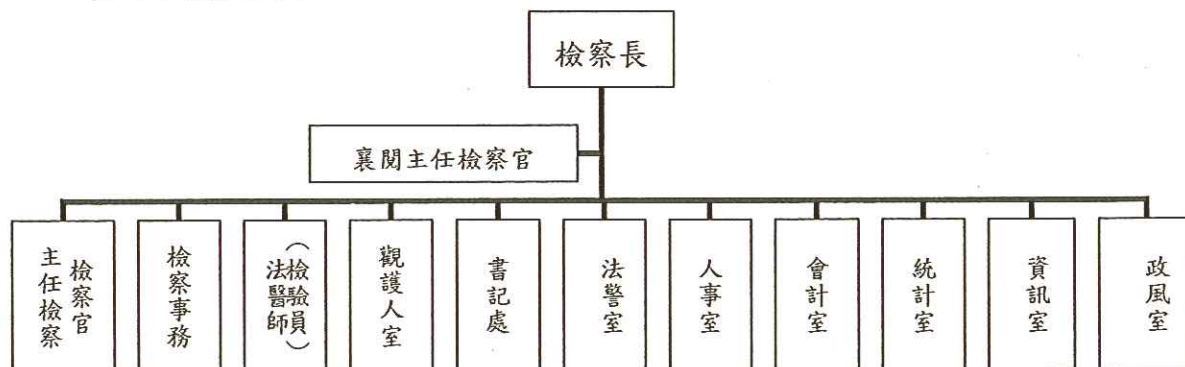 檢察長
襄閱主任檢察官
主任檢察
檢察官
檢察事務
法醫師
（檢驗員）
觀護人室
書記處
法警室
人事室
會計室
統計室
資訊室
政風室